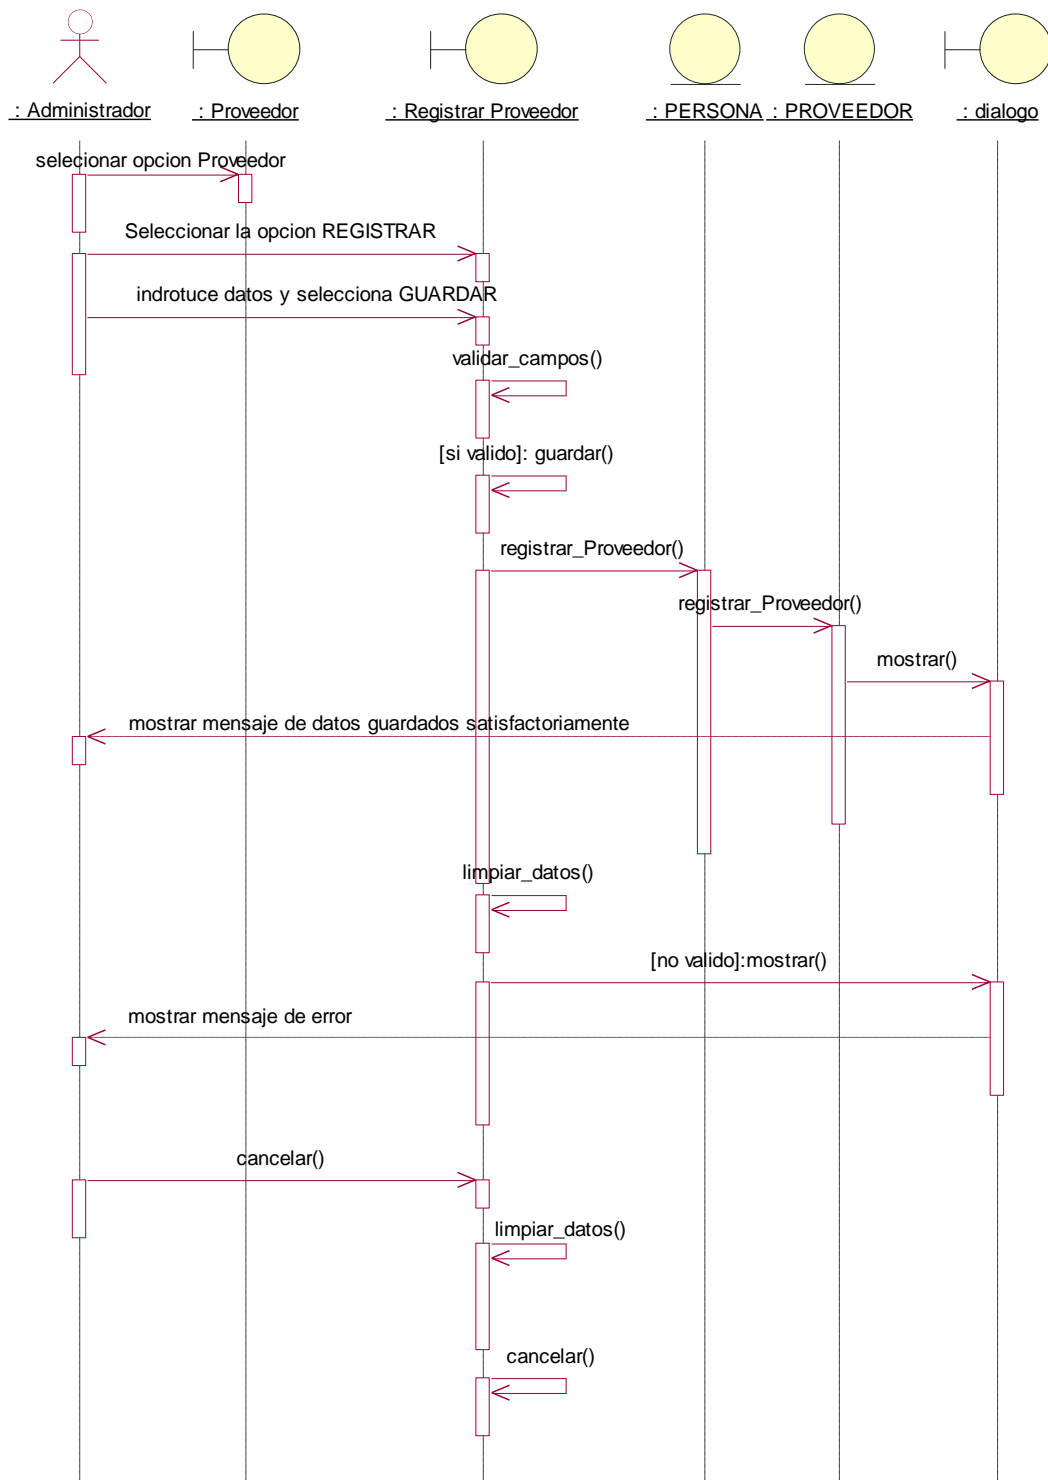 : Administrador
: Proveedor
: Registrar Proveedor
: PERSONA
: PROVEEDOR
: dialogo
selecionar opcion Proveedor
Seleccionar la opcion REGISTRAR
indrotuce datos y selecciona GUARDAR
validar_campos()
[si valido]: guardar()
registrar_Proveedor()
registrar_Proveedor()
mostrar()
mostrar mensaje de datos guardados satisfactoriamente
limpiar_datos()
[no valido]:mostrar()
mostrar mensaje de error
cancelar()
limpiar_datos()
cancelar()